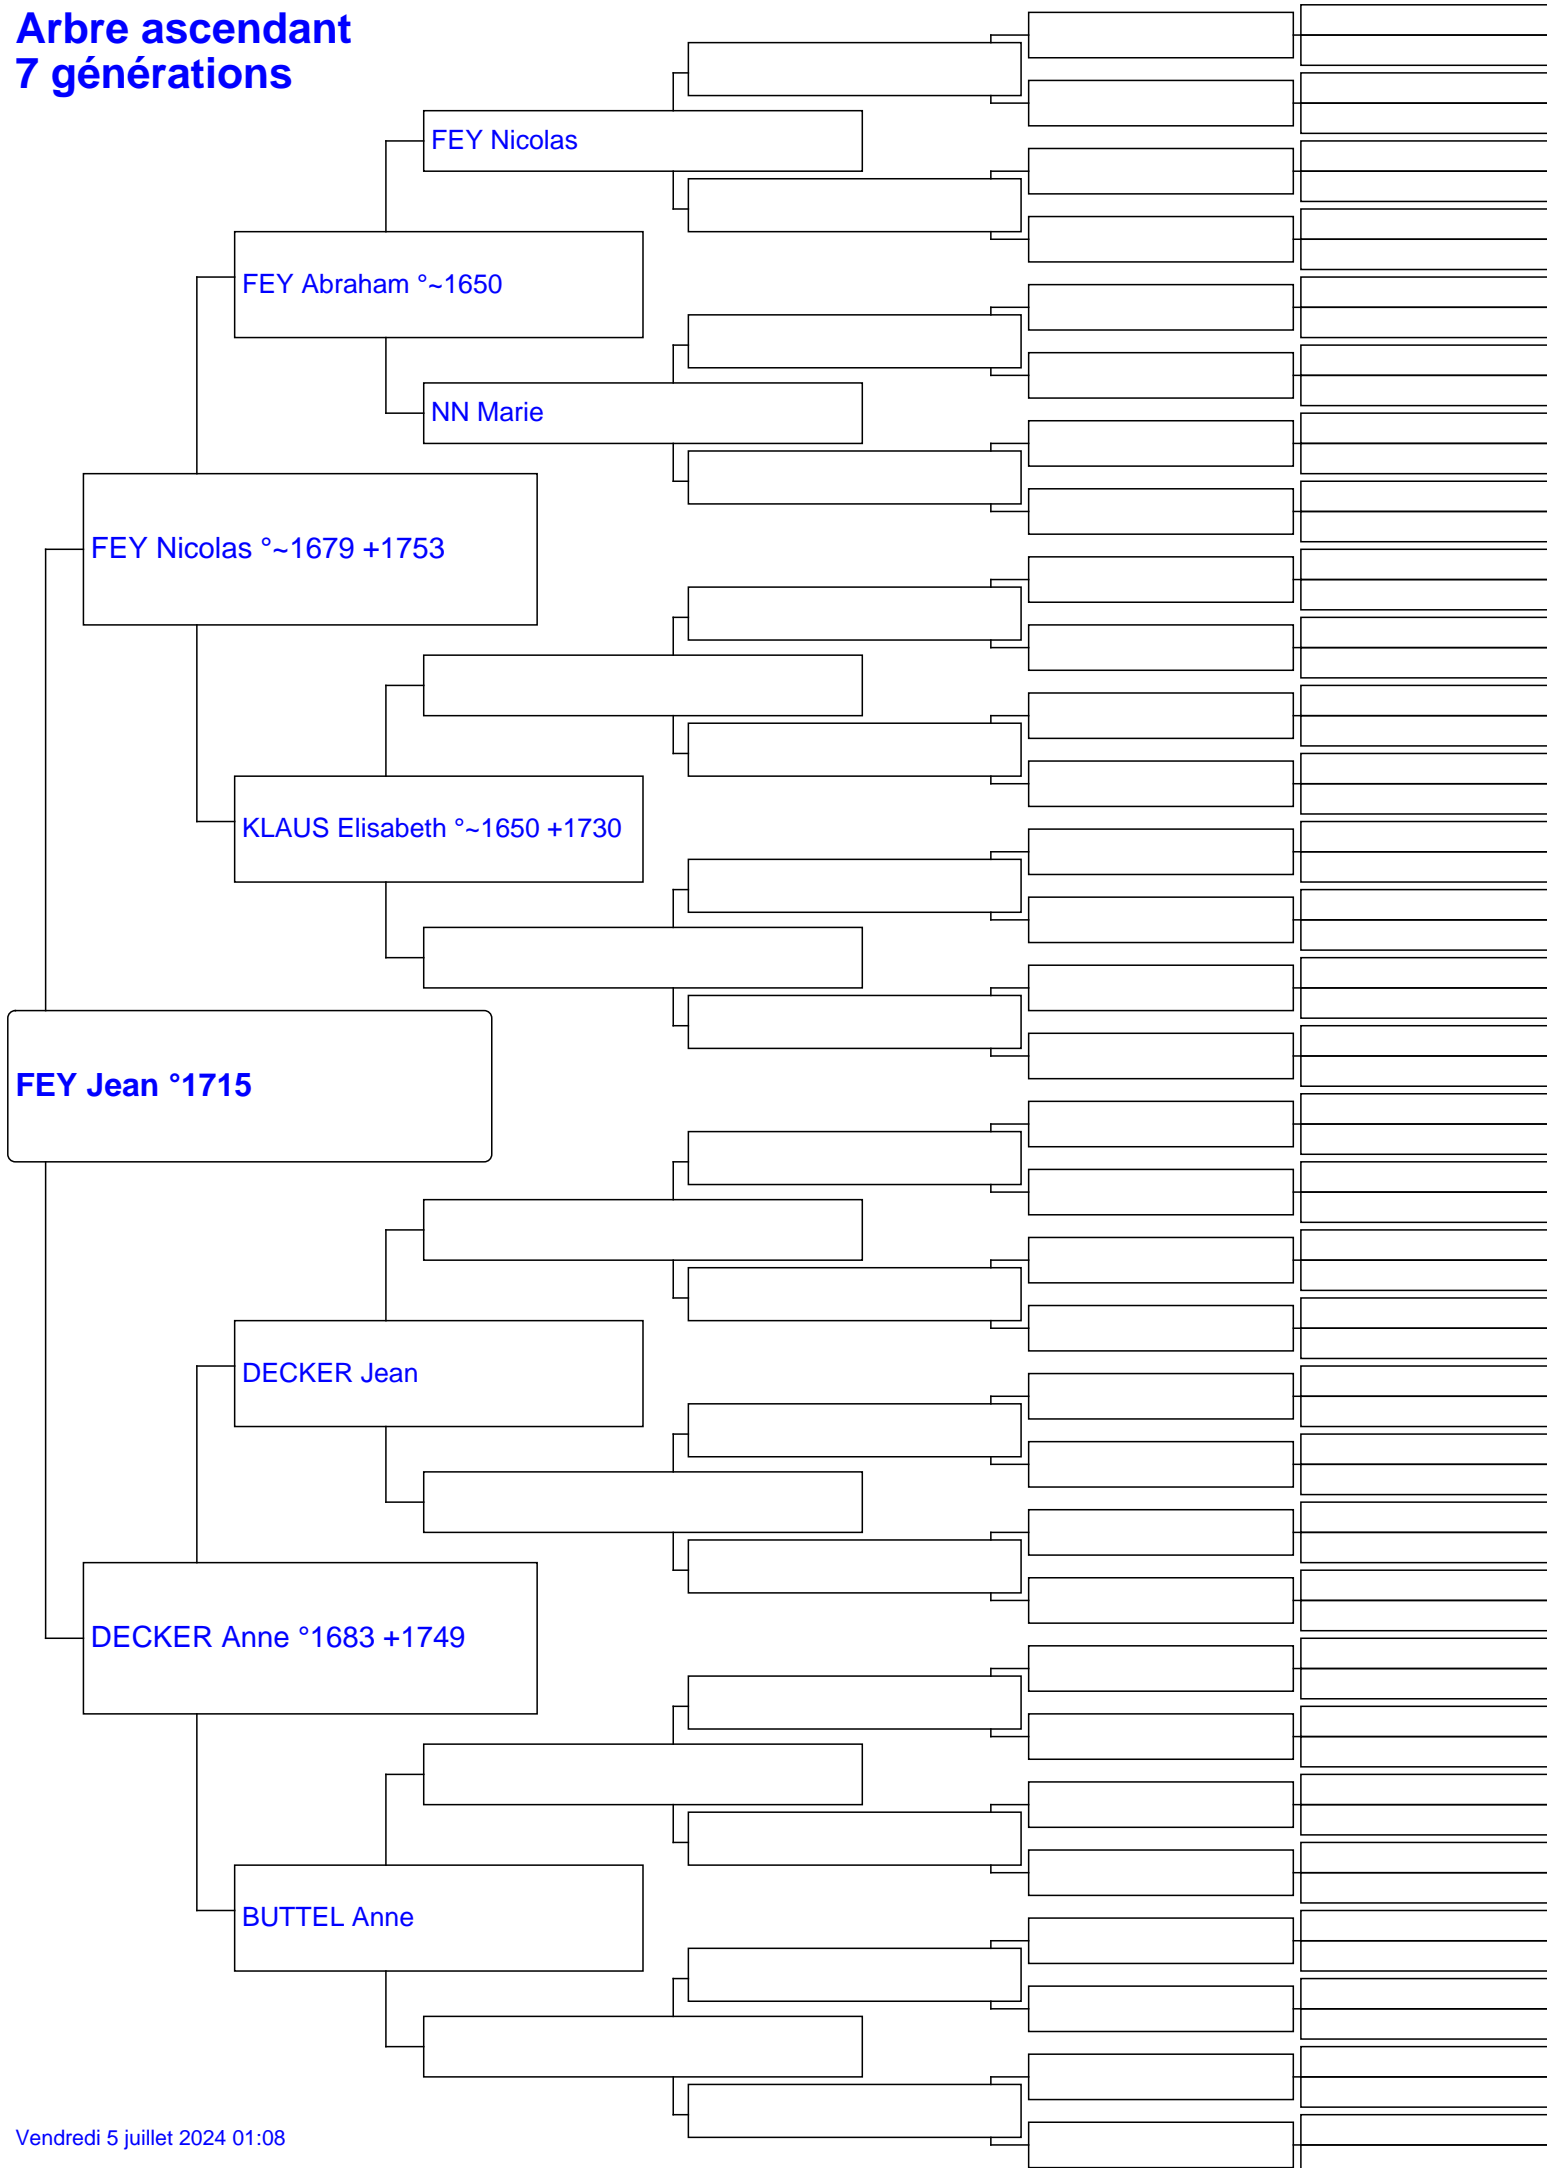 Arbre ascendant
7 générations
FEY Nicolas
FEY Abraham °~1650
NN Marie
FEY Nicolas °~1679 +1753
KLAUS Elisabeth °~1650 +1730
FEY Jean °1715
DECKER Jean
DECKER Anne °1683 +1749
BUTTEL Anne
Vendredi 5 juillet 2024 01:08